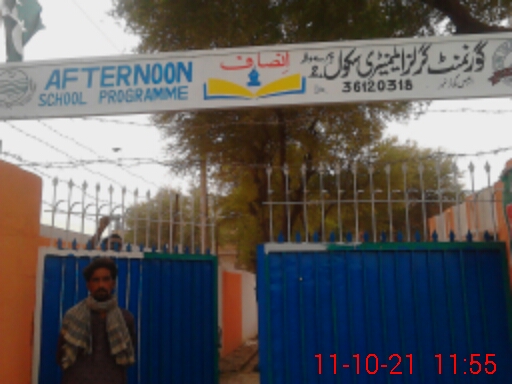 AFTERNOON
SCHOOL PROGRAMME
انصاف
گورنمنٹ گرلز ایلیمنٹری سکول
36120318
11-10-21 11:55